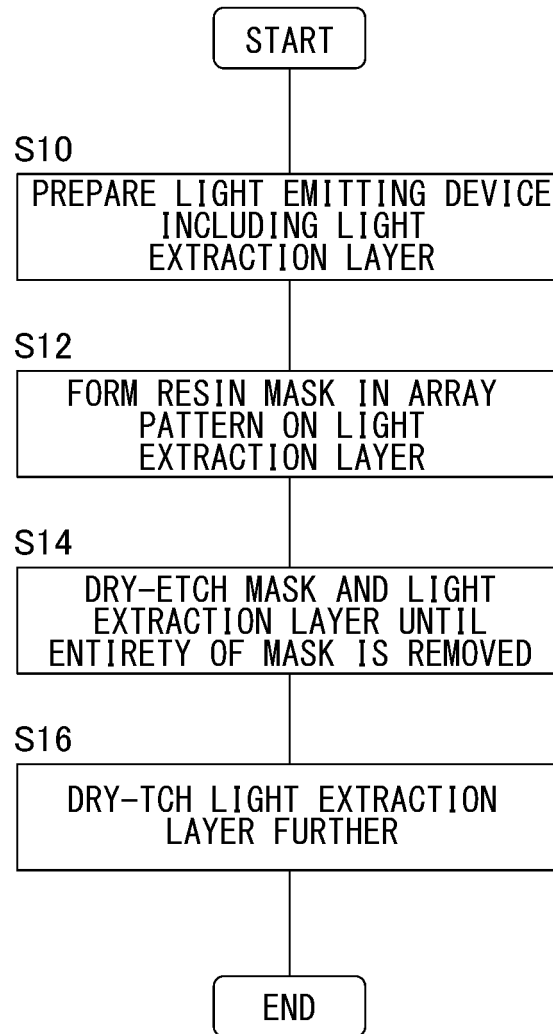 START
S10
PREPARE LIGHT EMITTING DEVICE
INCLUDING LIGHT
EXTRACTION LAYER
S12
FORM RESIN MASK IN ARRAY
PATTERN ON LIGHT
EXTRACTION LAYER
S14
DRY-ETCH MASK AND LIGHT
EXTRACTION LAYER UNTIL
ENTIRETY OF MASK IS REMOVED
S16
DRY-TCH LIGHT EXTRACTION
LAYER FURTHER
END